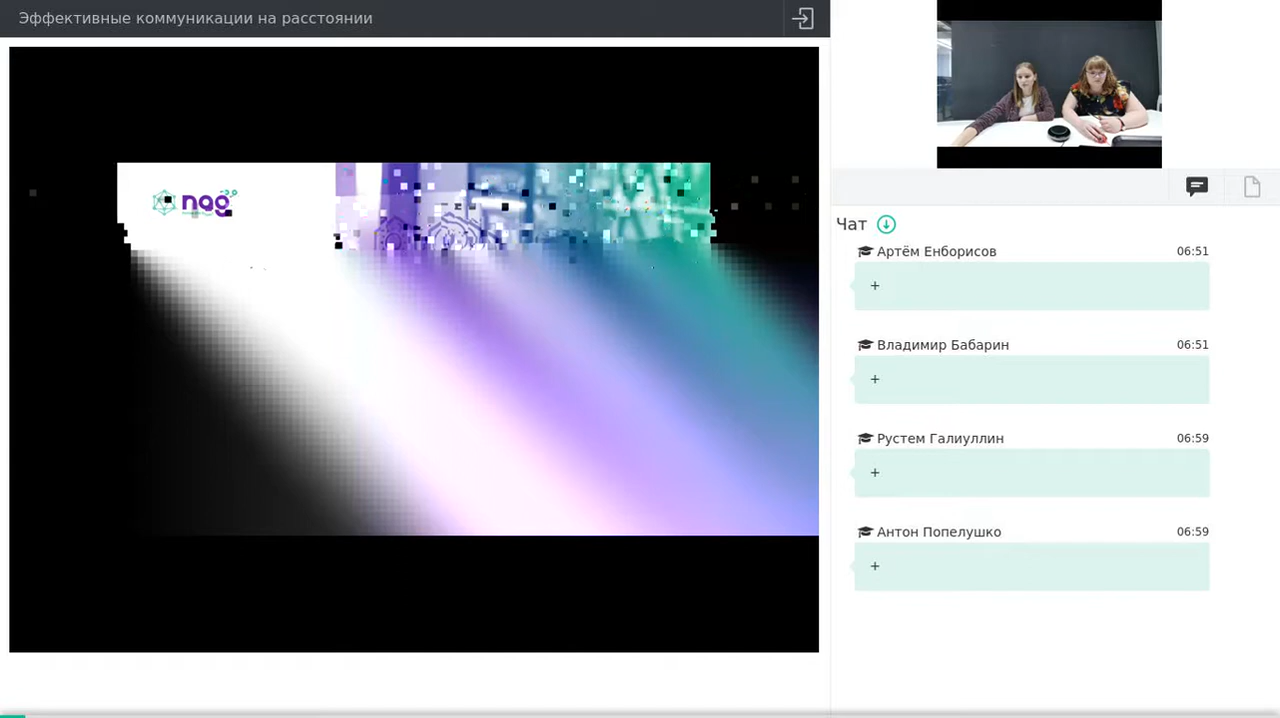 Эффективные коммуникации на расстоянии
nag
Чат
Артём Енборисов 06:51
+
Владимир Бабарин 06:51
+
Рустем Галиуллин 06:59
+
Антон Попелушко 06:59
+